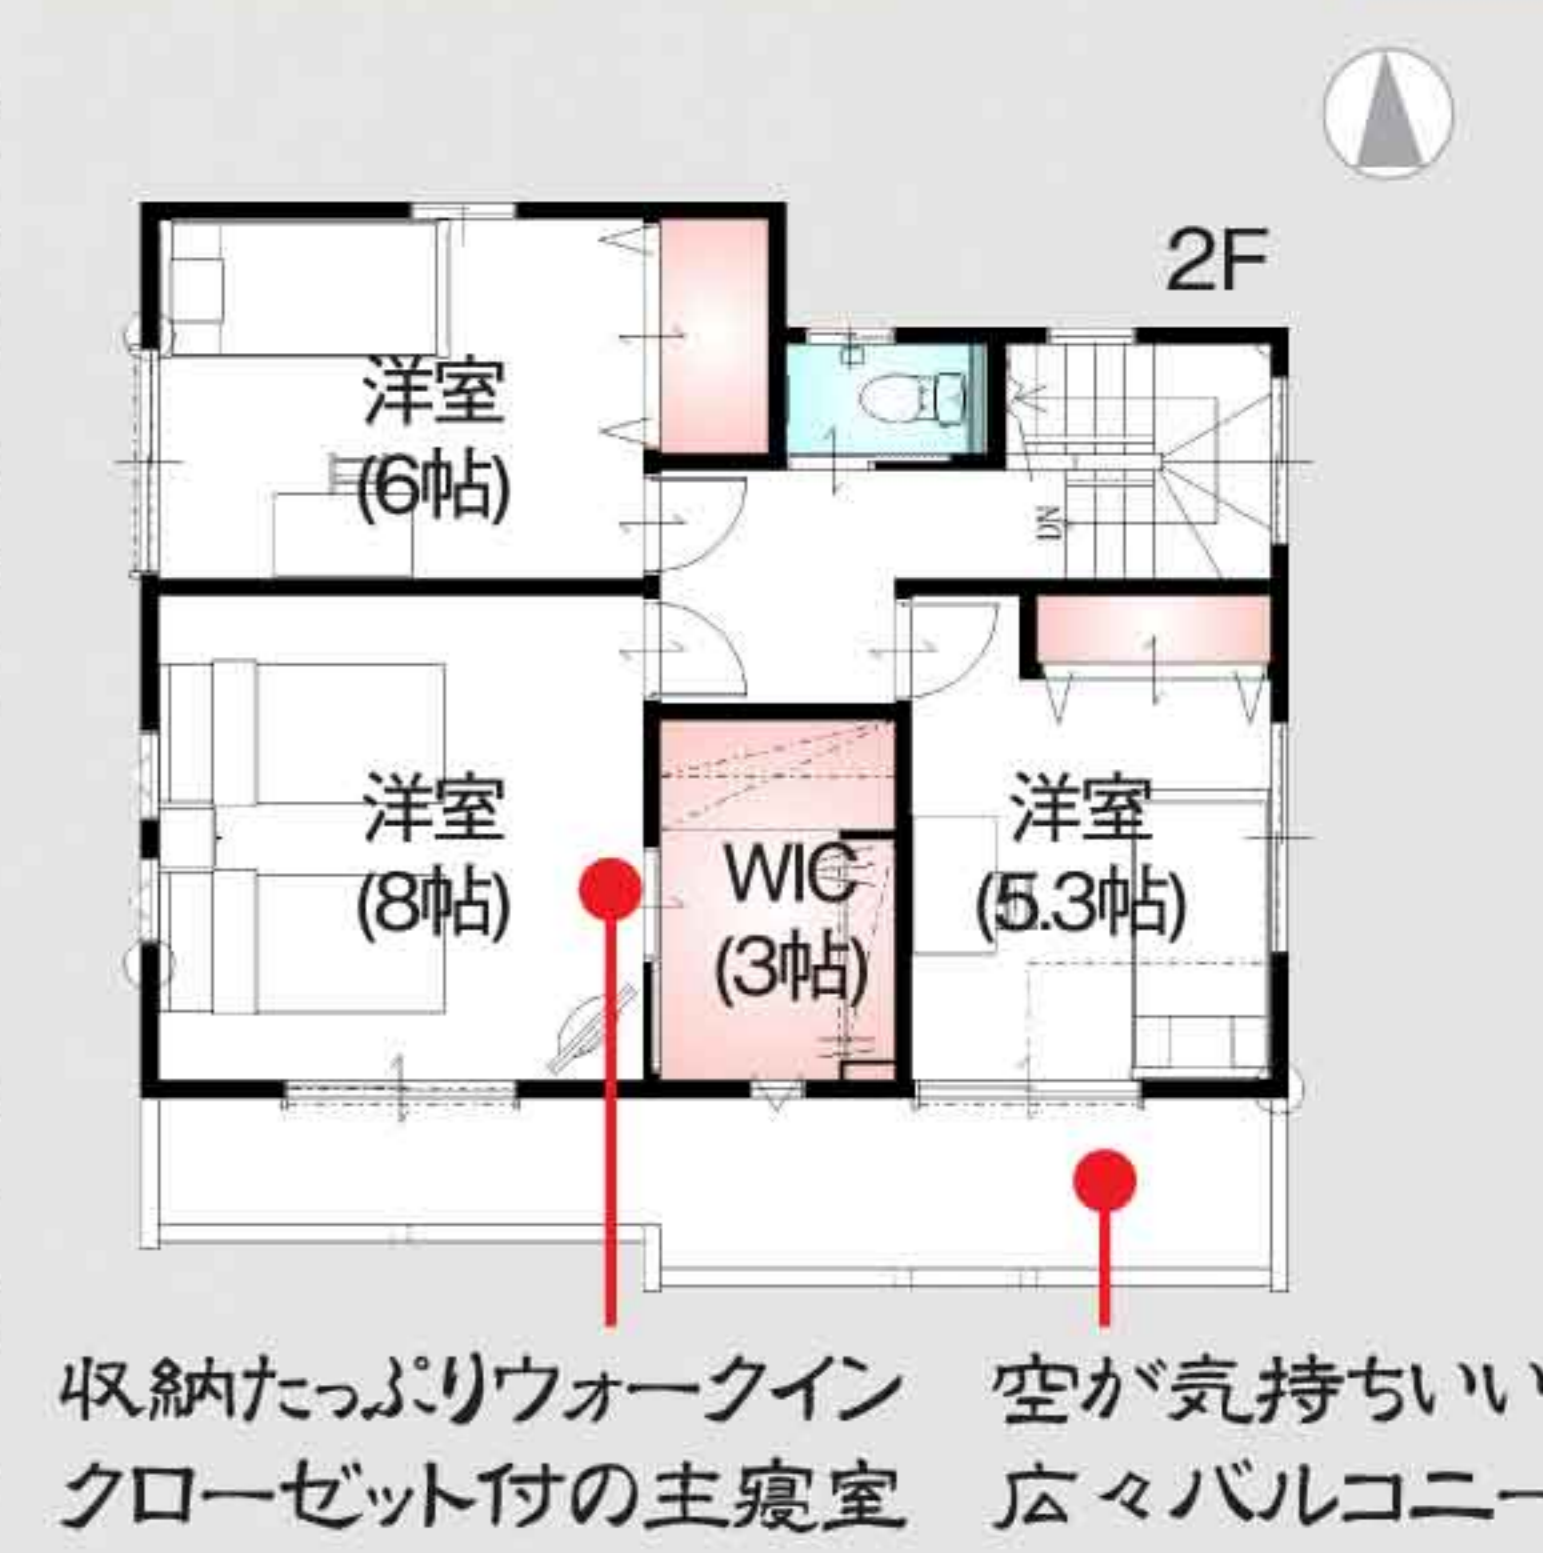 2F
洋室
(6帖)
DN
洋室
(8帖)
WIC
(3帖)
洋室
(5.3帖)
収納たっぷりウォークイン
クローゼット付の主寝室
空が気持ちいい
広々バルコニー